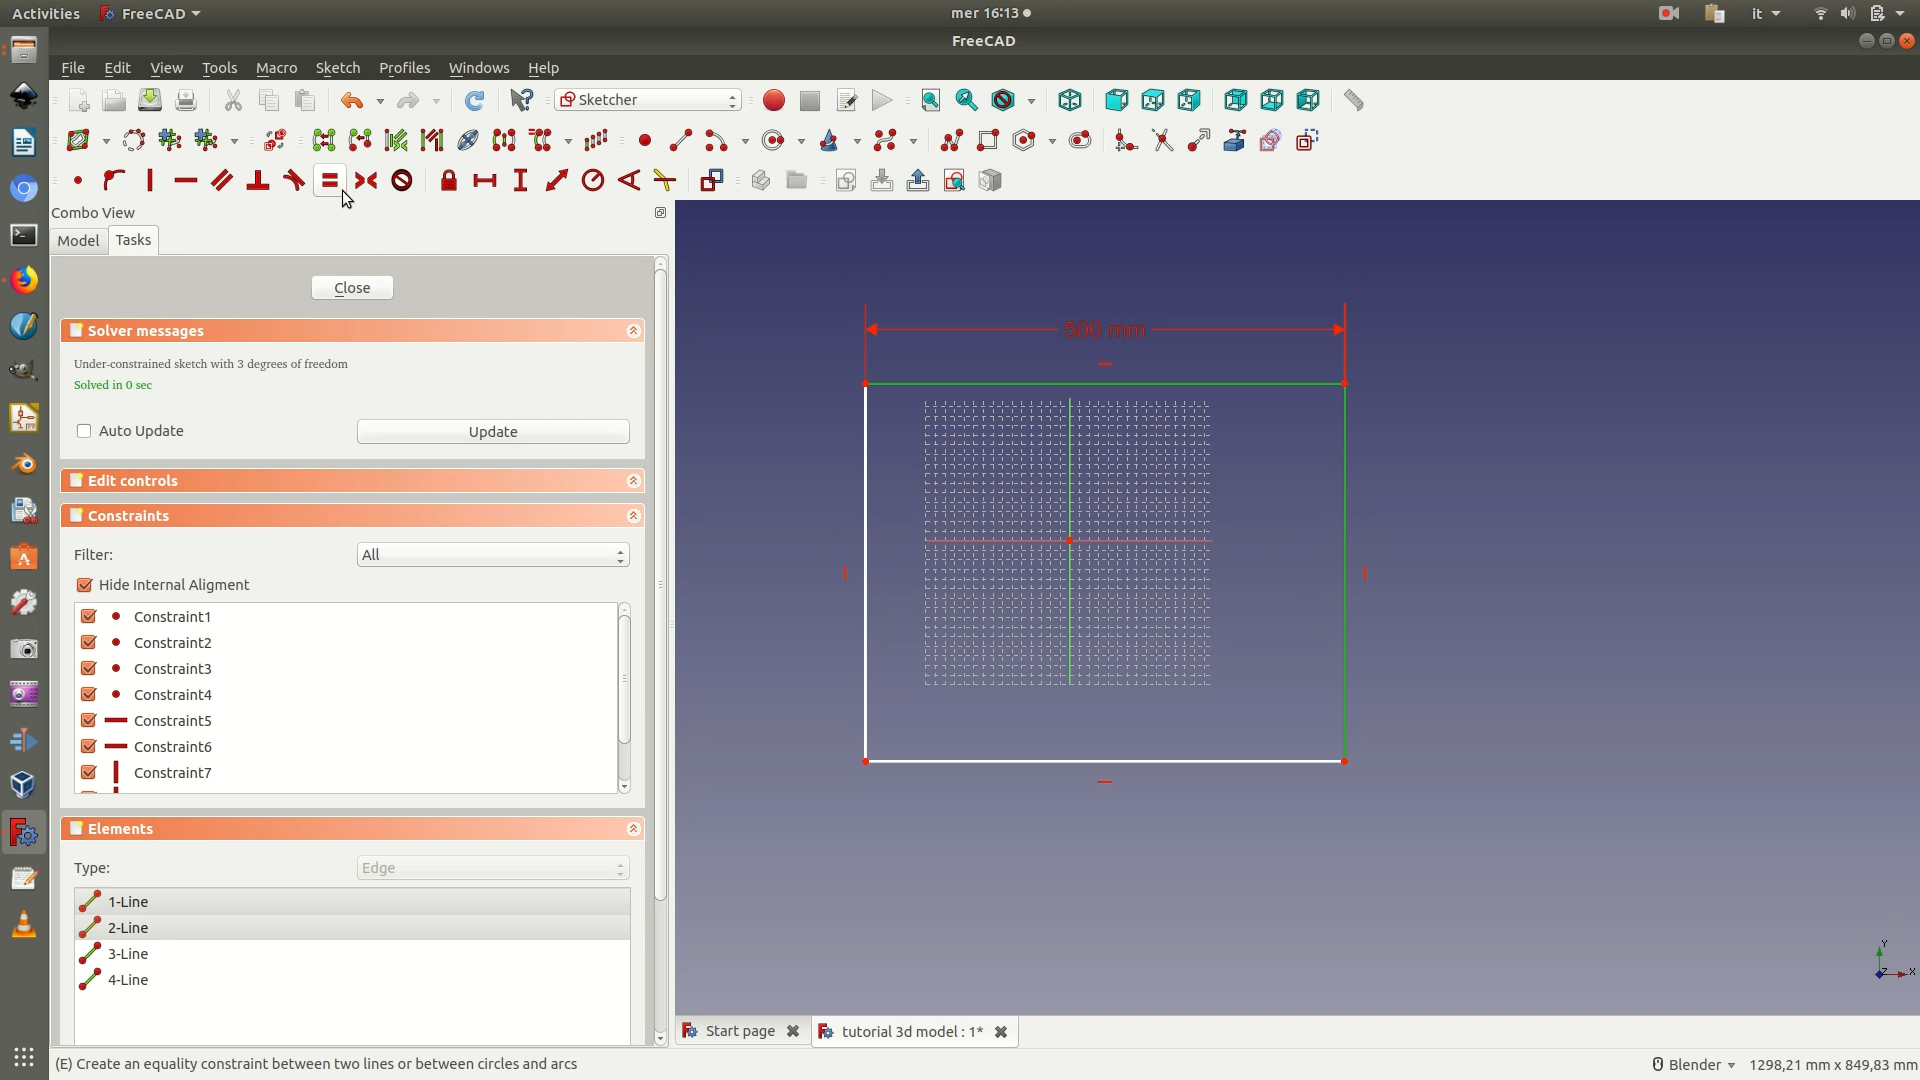 Activities FreeCAD mer 16:13 it
FreeCAD
File Edit View Tools Macro Sketch Profiles Windows Help
Sketcher
Combo View
Model Tasks
Close
Solver messages
Under-constrained sketch with 3 degrees of freedom
Solved in 0 sec
Auto Update Update
Edit controls
Constraints
Filter: All
Hide Internal Aligment
Constraint1
Constraint2
Constraint3
Constraint4
Constraint5
Constraint6
Constraint7
Elements
Type: Edge
1-Line
2-Line
3-Line
4-Line
500 mm
Y
Z X
Start page tutorial 3d model : 1*
(E) Create an equality constraint between two lines or between circles and arcs
Blender 1298,21 mm x 849,83 mm